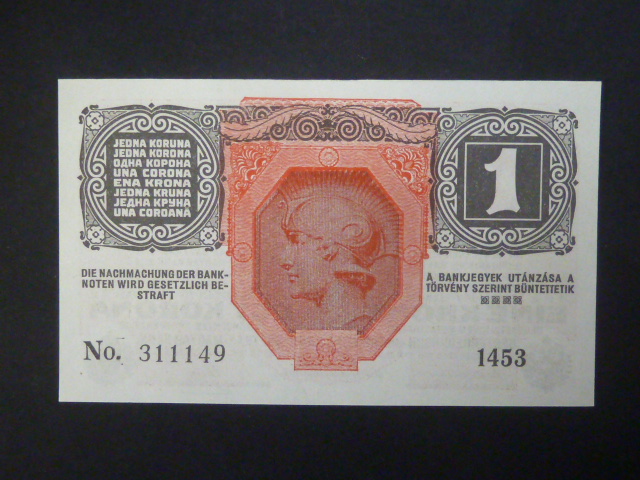 JEDNA KORUNA
JEDNA KORONA
ОДНА КОРОНА
UNA CORONA
ENA KRONA
JEDNA KRUNA
ЈЕДНА КРУНА
UNA COROANA
1
DIE NACHMACHUNG DER BANK-
NOTEN WIRD GESETZLICH BE-
STRAFT
A BANKJEGYEK UTÁNZÁSA A
TÖRVÉNY SZERINT BÜNTETTETIK
No. 311149
1453